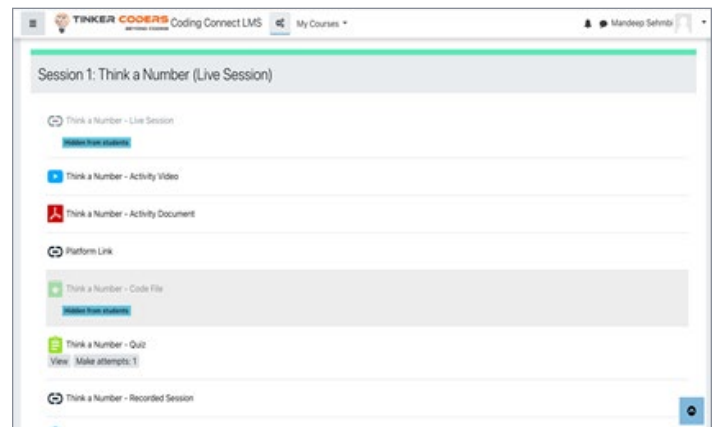 TINKER CODERS Coding Connect LMS My Courses Mandeep Sehmbi
BEYOND CODING
Session 1: Think a Number (Live Session)
Think a Number - Live Session
Hidden from students
Think a Number - Activity Video
Think a Number - Activity Document
Platform Link
Think a Number - Code File
Hidden from students
Think a Number - Quiz
View Make attempts: 1
Think a Number - Recorded Session